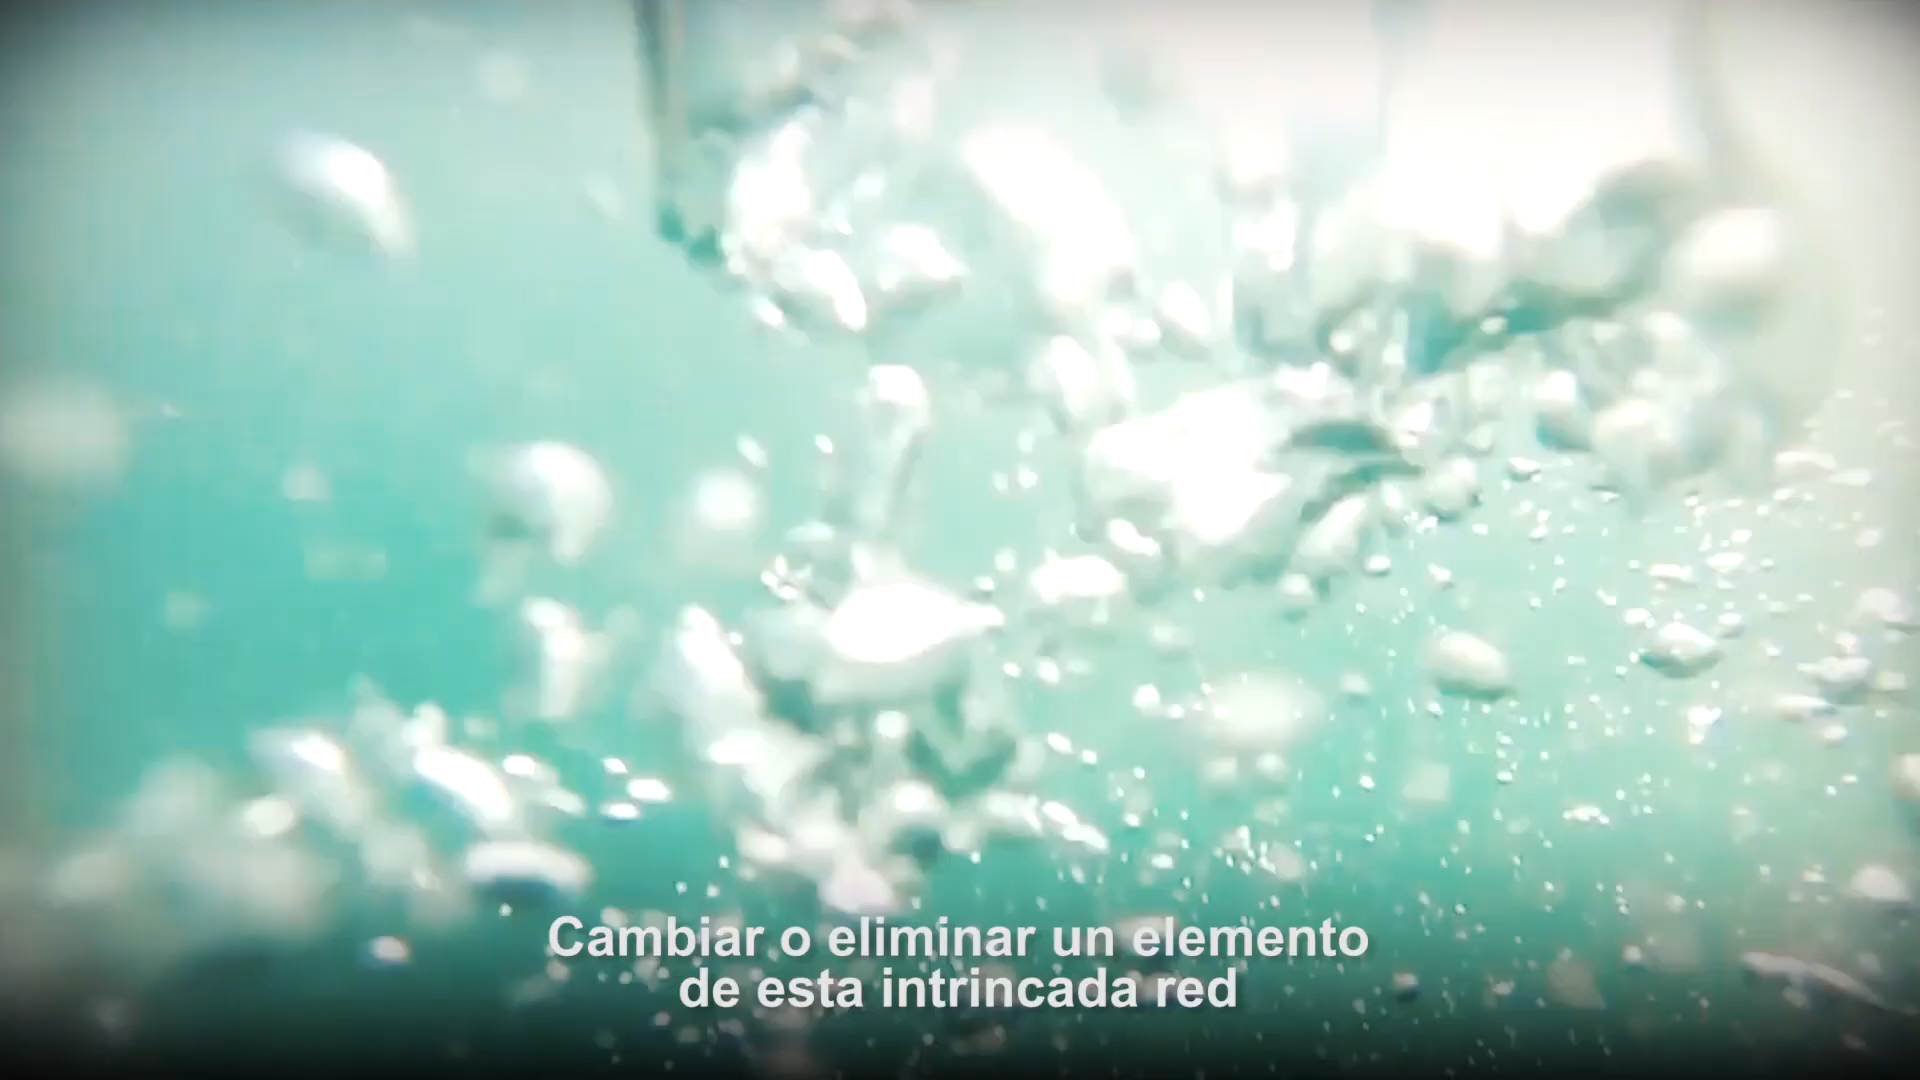 Cambiar o eliminar un elemento
de esta intrincada red